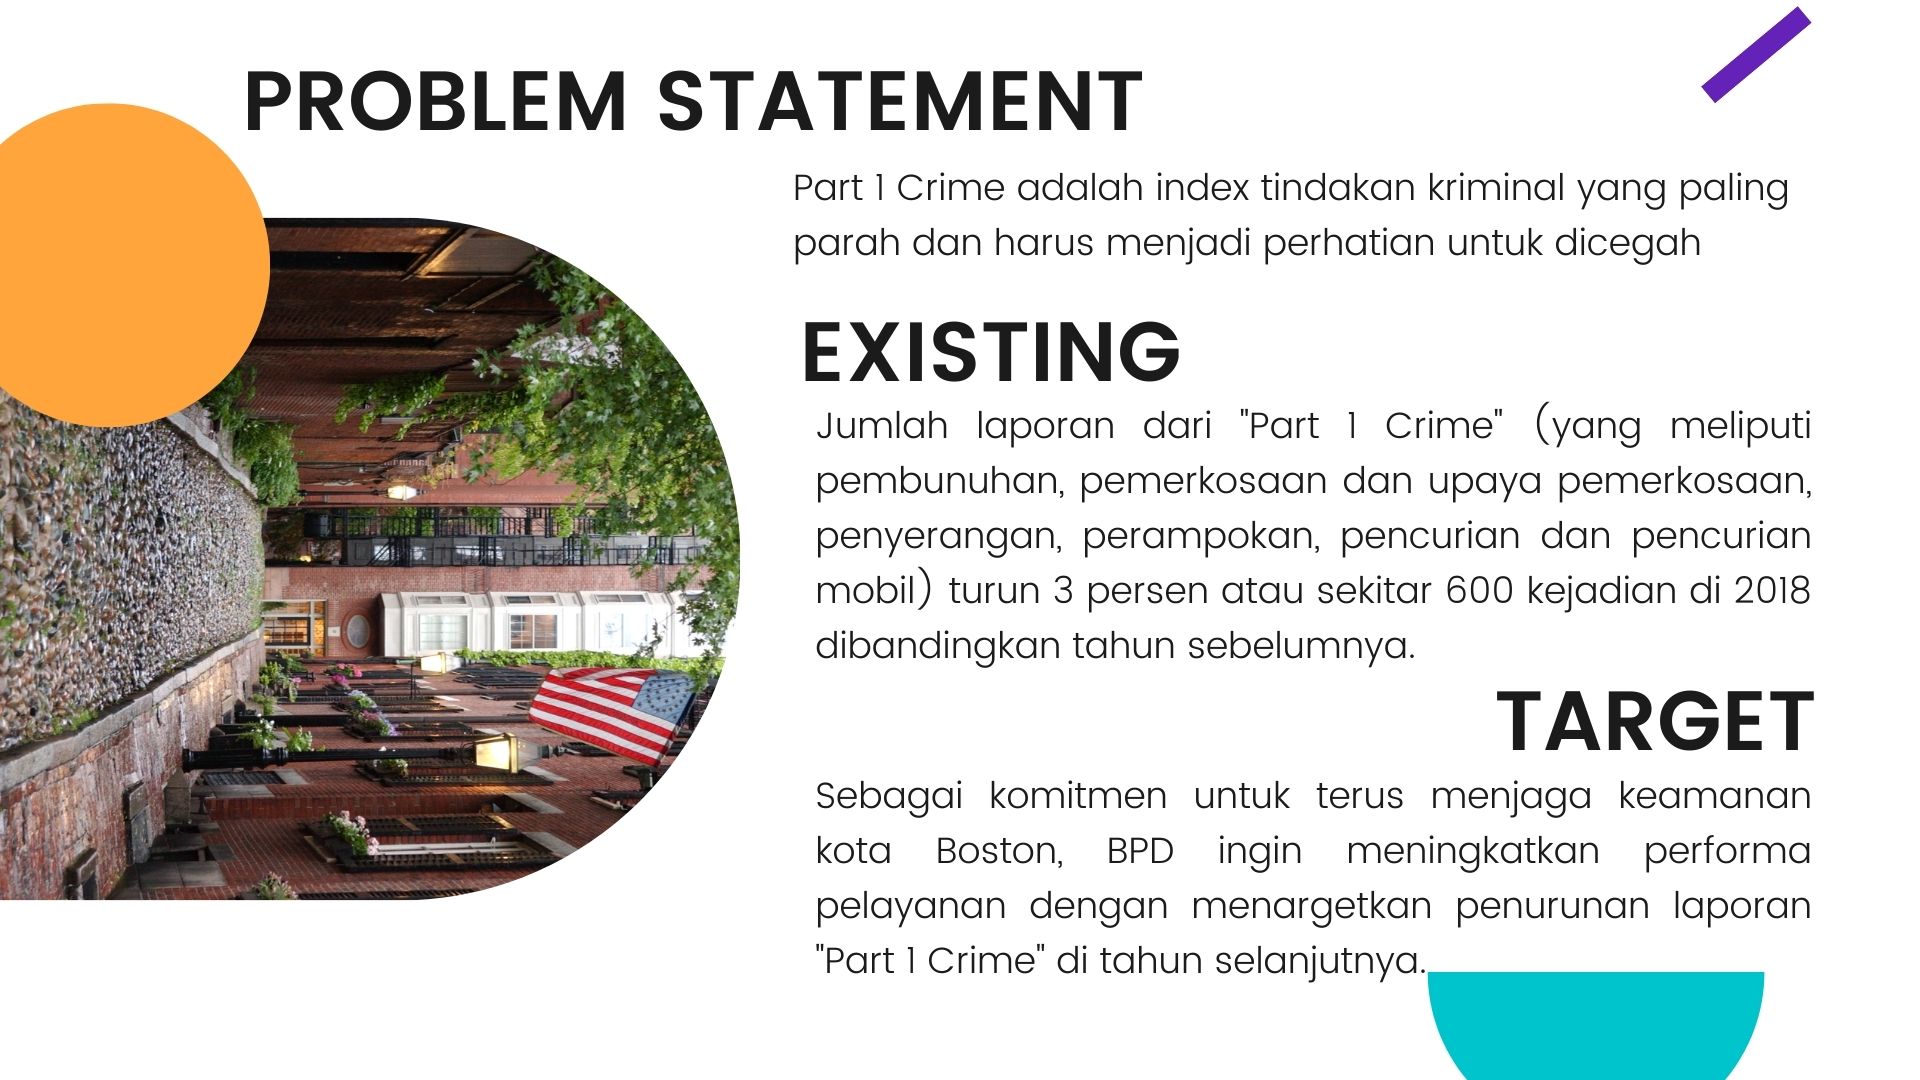 PROBLEM STATEMENT
Part 1 Crime adalah index tindakan kriminal yang paling
parah dan harus menjadi perhatian untuk dicegah
EXISTING
Jumlah laporan dari "Part 1 Crime" (yang meliputi
pembunuhan, pemerkosaan dan upaya pemerkosaan,
penyerangan, perampokan, pencurian dan pencurian
mobil) turun 3 persen atau sekitar 600 kejadian di 2018
dibandingkan tahun sebelumnya.
TARGET
Sebagai komitmen untuk terus menjaga keamanan
kota Boston, BPD ingin meningkatkan performa
pelayanan dengan menargetkan penurunan laporan
"Part 1 Crime" di tahun selanjutnya.